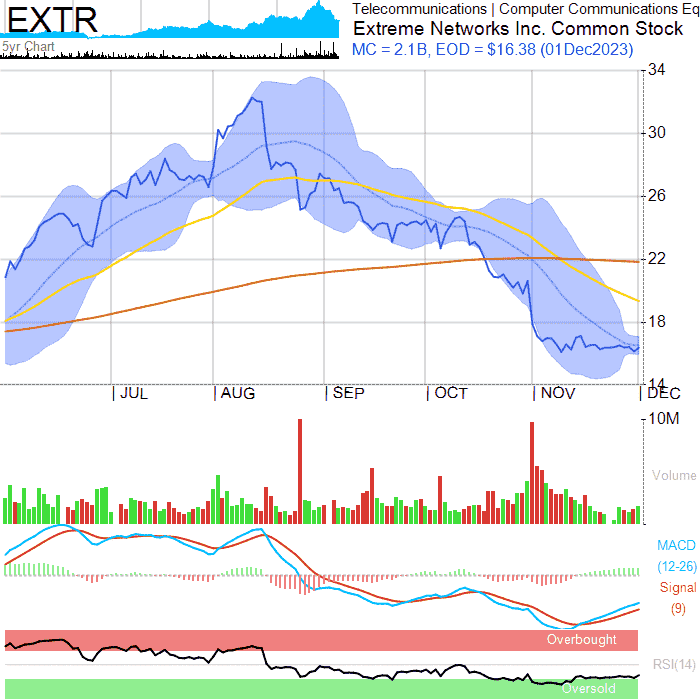 EXTR
5yr Chart
Telecommunications | Computer Communications Eq
Extreme Networks Inc. Common Stock
MC = 2.1B, EOD = $16.38 (01Dec2023)
34
30
26
22
18
14
JUL
AUG
SEP
OCT
NOV
DEC
10M
Volume
MACD
(12-26)
Signal
(9)
Overbought
RSI(14)
Oversold